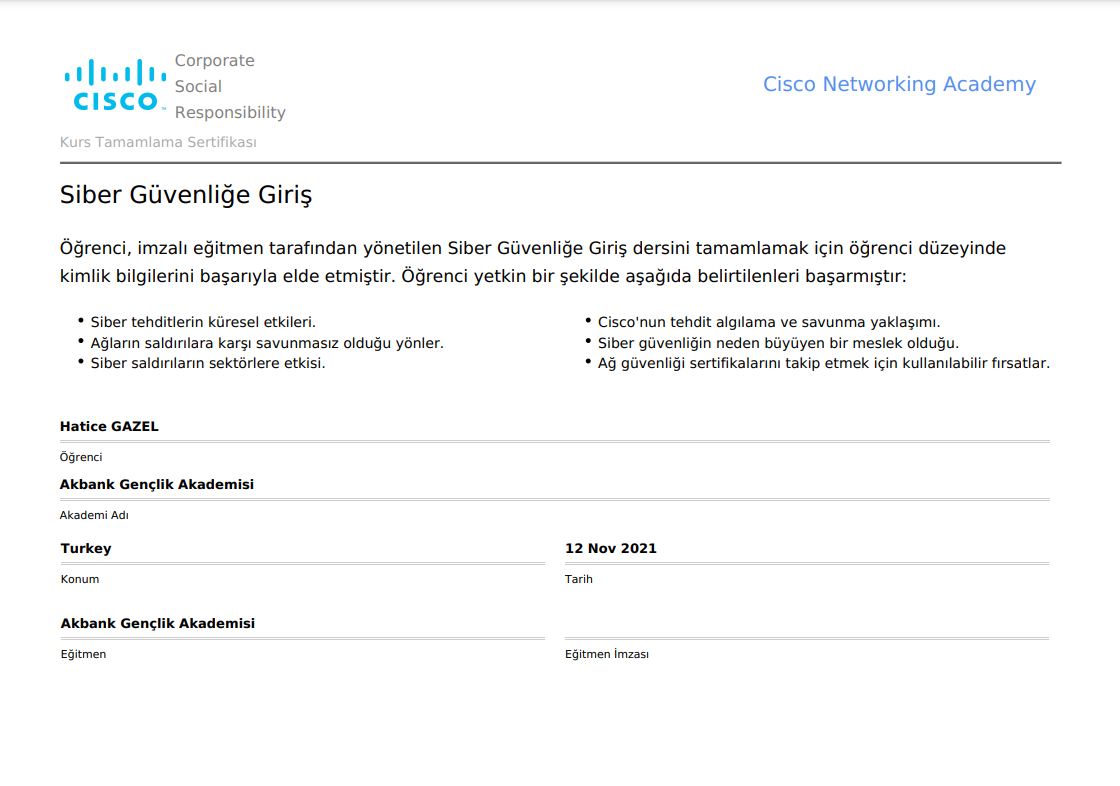 CISCO
Corporate
Social
Responsibility
Cisco Networking Academy
Kurs Tamamlama Sertifikası
Siber Güvenliğe Giriş
Öğrenci, imzalı eğitmen tarafından yönetilen Siber Güvenliğe Giriş dersini tamamlamak için öğrenci düzeyinde
kimlik bilgilerini başarıyla elde etmiştir. Öğrenci yetkin bir şekilde aşağıda belirtilenleri başarmıştır:
• Siber tehditlerin küresel etkileri.
• Ağların saldırılara karşı savunmasız olduğu yönler.
• Siber saldırıların sektörlere etkisi.
• Cisco'nun tehdit algılama ve savunma yaklaşımı.
• Siber güvenliğin neden büyüyen bir meslek olduğu.
• Ağ güvenliği sertifikalarını takip etmek için kullanılabilir fırsatlar.
Hatice GAZEL
Öğrenci
Akbank Gençlik Akademisi
Akademi Adı
Turkey
Konum
12 Nov 2021
Tarih
Akbank Gençlik Akademisi
Eğitmen
Eğitmen İmzası